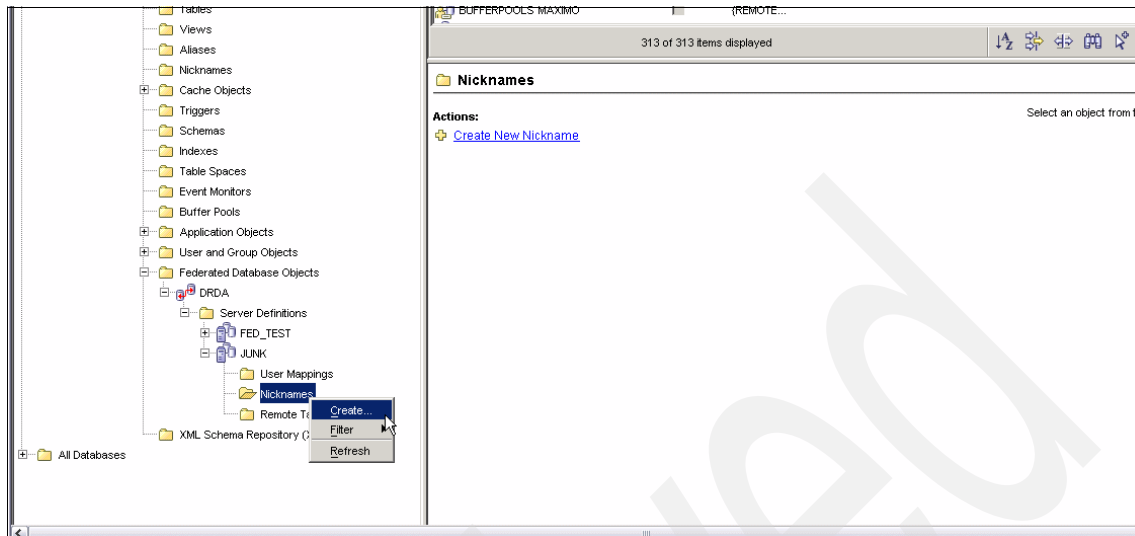 Tables
Views
Aliases
Nicknames
Cache Objects
Triggers
Schemas
Indexes
Table Spaces
Event Monitors
Buffer Pools
Application Objects
User and Group Objects
Federated Database Objects
DRDA
Server Definitions
FED_TEST
JUNK
User Mappings
Nicknames
Remote Ta
XML Schema Repository (
All Databases
Create...
Filter
Refresh
BUFFERPOOLS MAXIMO (REMOTE...
313 of 313 items displayed
Nicknames
Actions:
Select an object from t
Create New Nickname